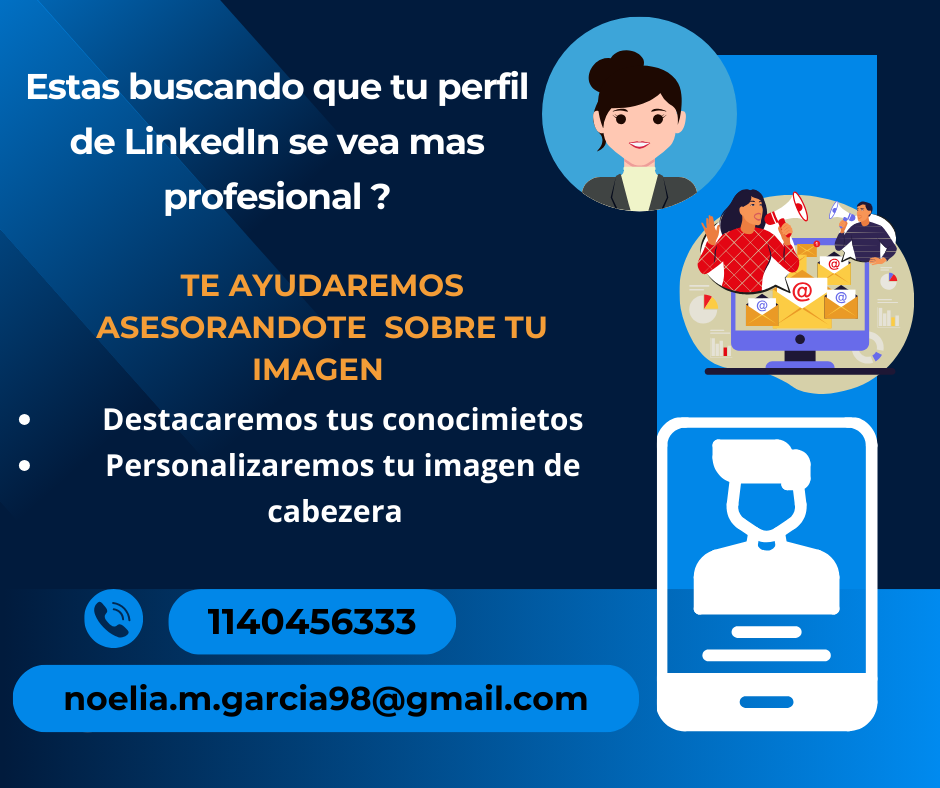 Estas buscando que tu perfil
de LinkedIn se vea mas
profesional ?
TE AYUDAREMOS
ASESORANDOTE SOBRE TU
IMAGEN
• Destacaremos tus conocimietos
• Personalizaremos tu imagen de
cabezera
@
@
@
@
1140456333
noelia.m.garcia98@gmail.com